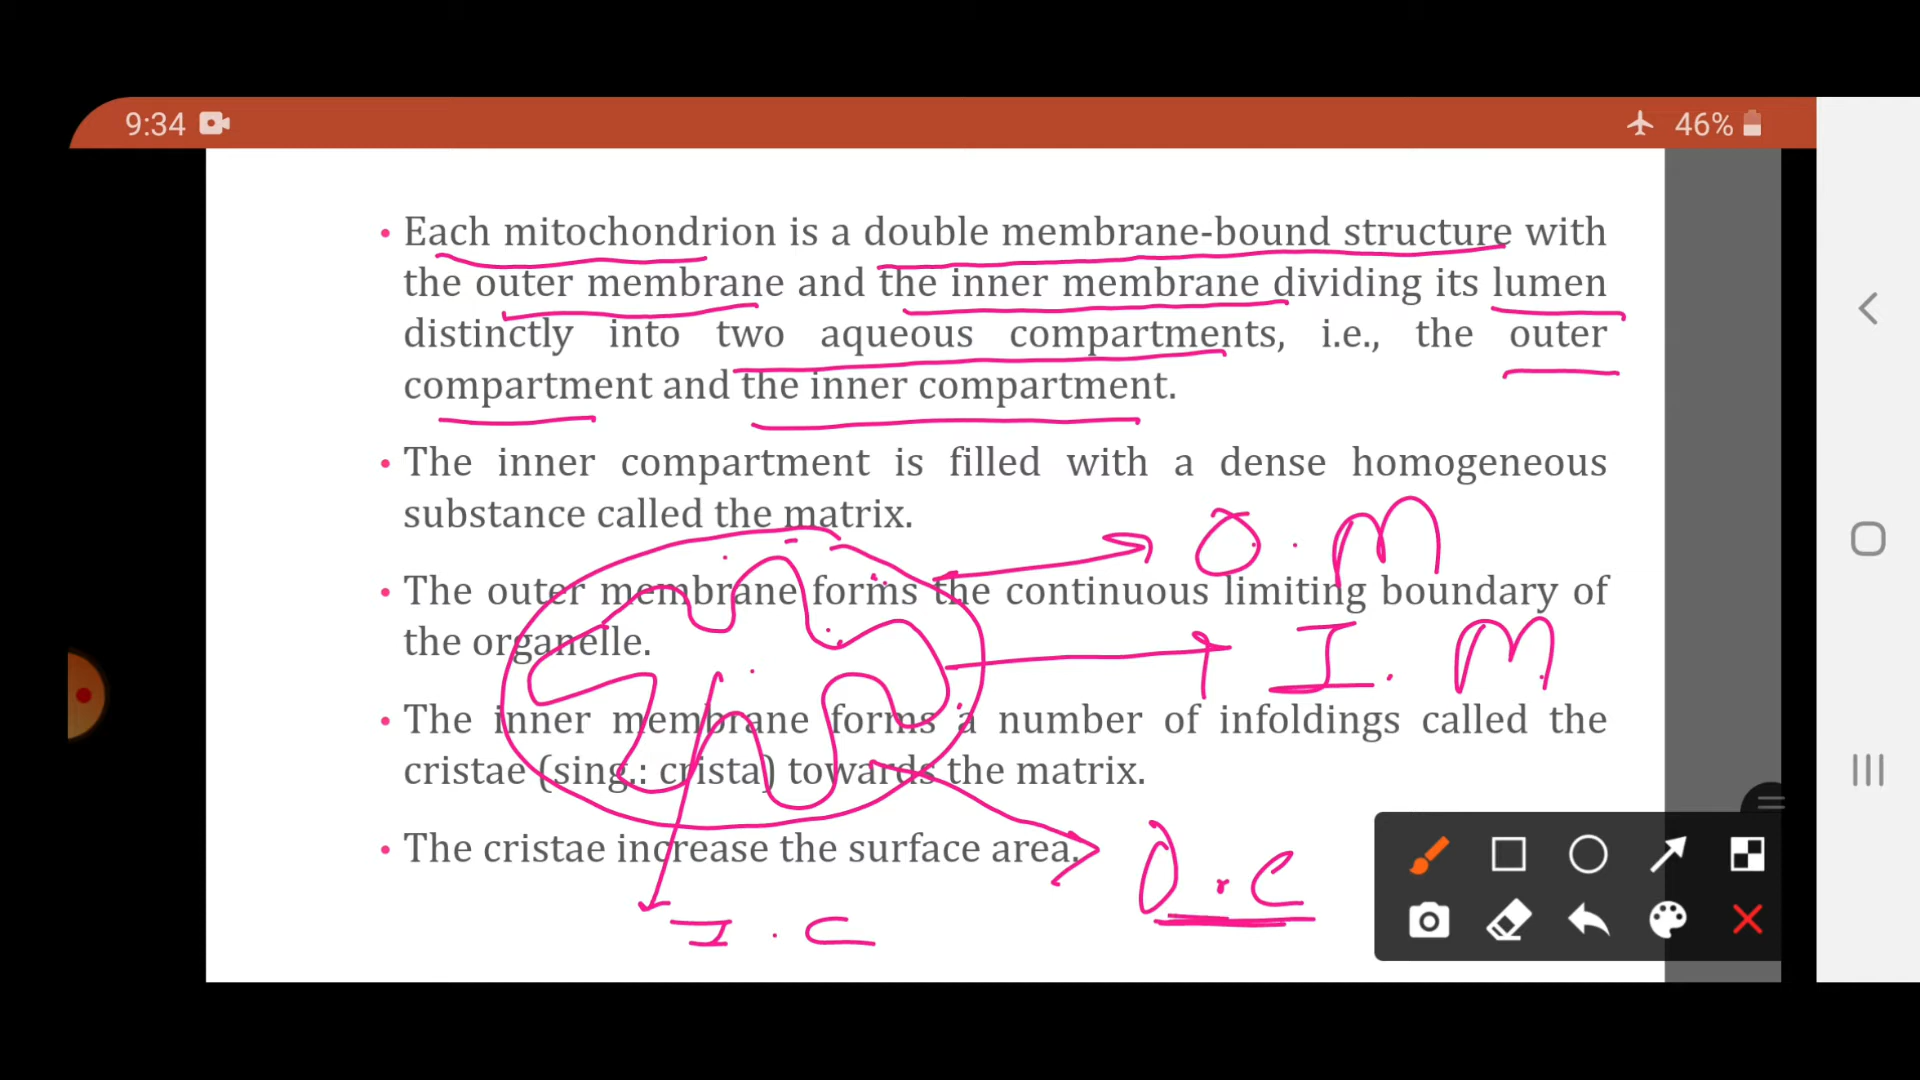 9:34 46%
• Each mitochondrion is a double membrane-bound structure with
the outer membrane and the inner membrane dividing its lumen
distinctly into two aqueous compartments, i.e., the outer
compartment and the inner compartment.
• The inner compartment is filled with a dense homogeneous
substance called the matrix.
O.M
• The outer membrane forms the continuous limiting boundary of
the organelle.
I.M
• The inner membrane forms a number of infoldings called the
cristae (sing.: crista) towards the matrix.
• The cristae increase the surface area.
O.C
I.C